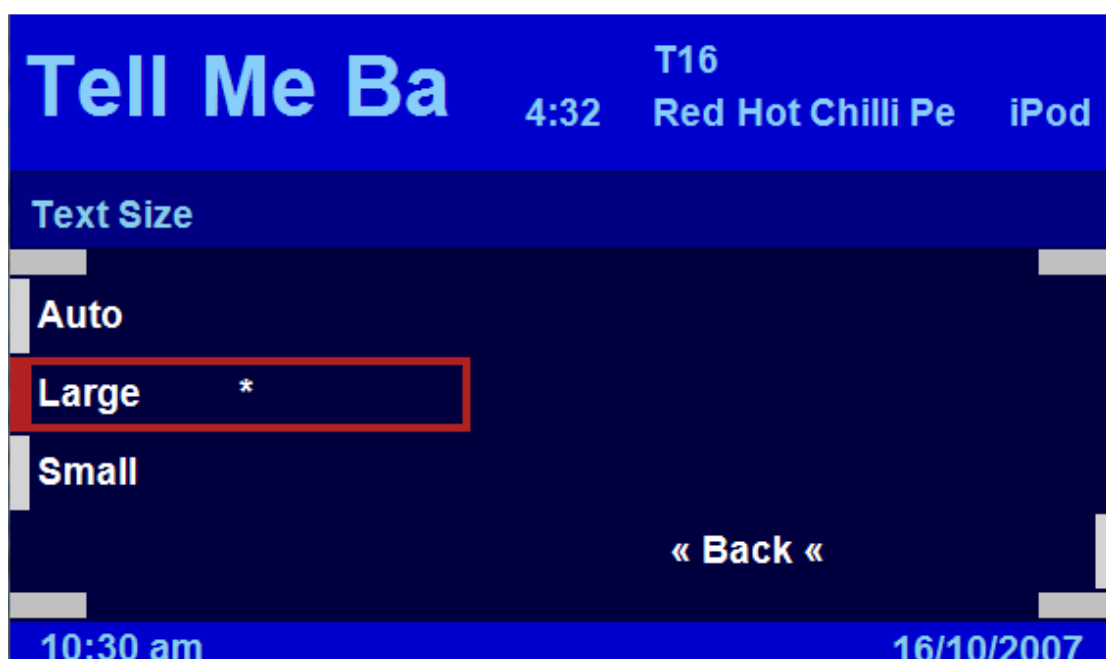 Tell Me Ba
T16
4:32 Red Hot Chilli Pe iPod
Text Size
Auto
Large *
Small
« Back «
10:30 am 16/10/2007